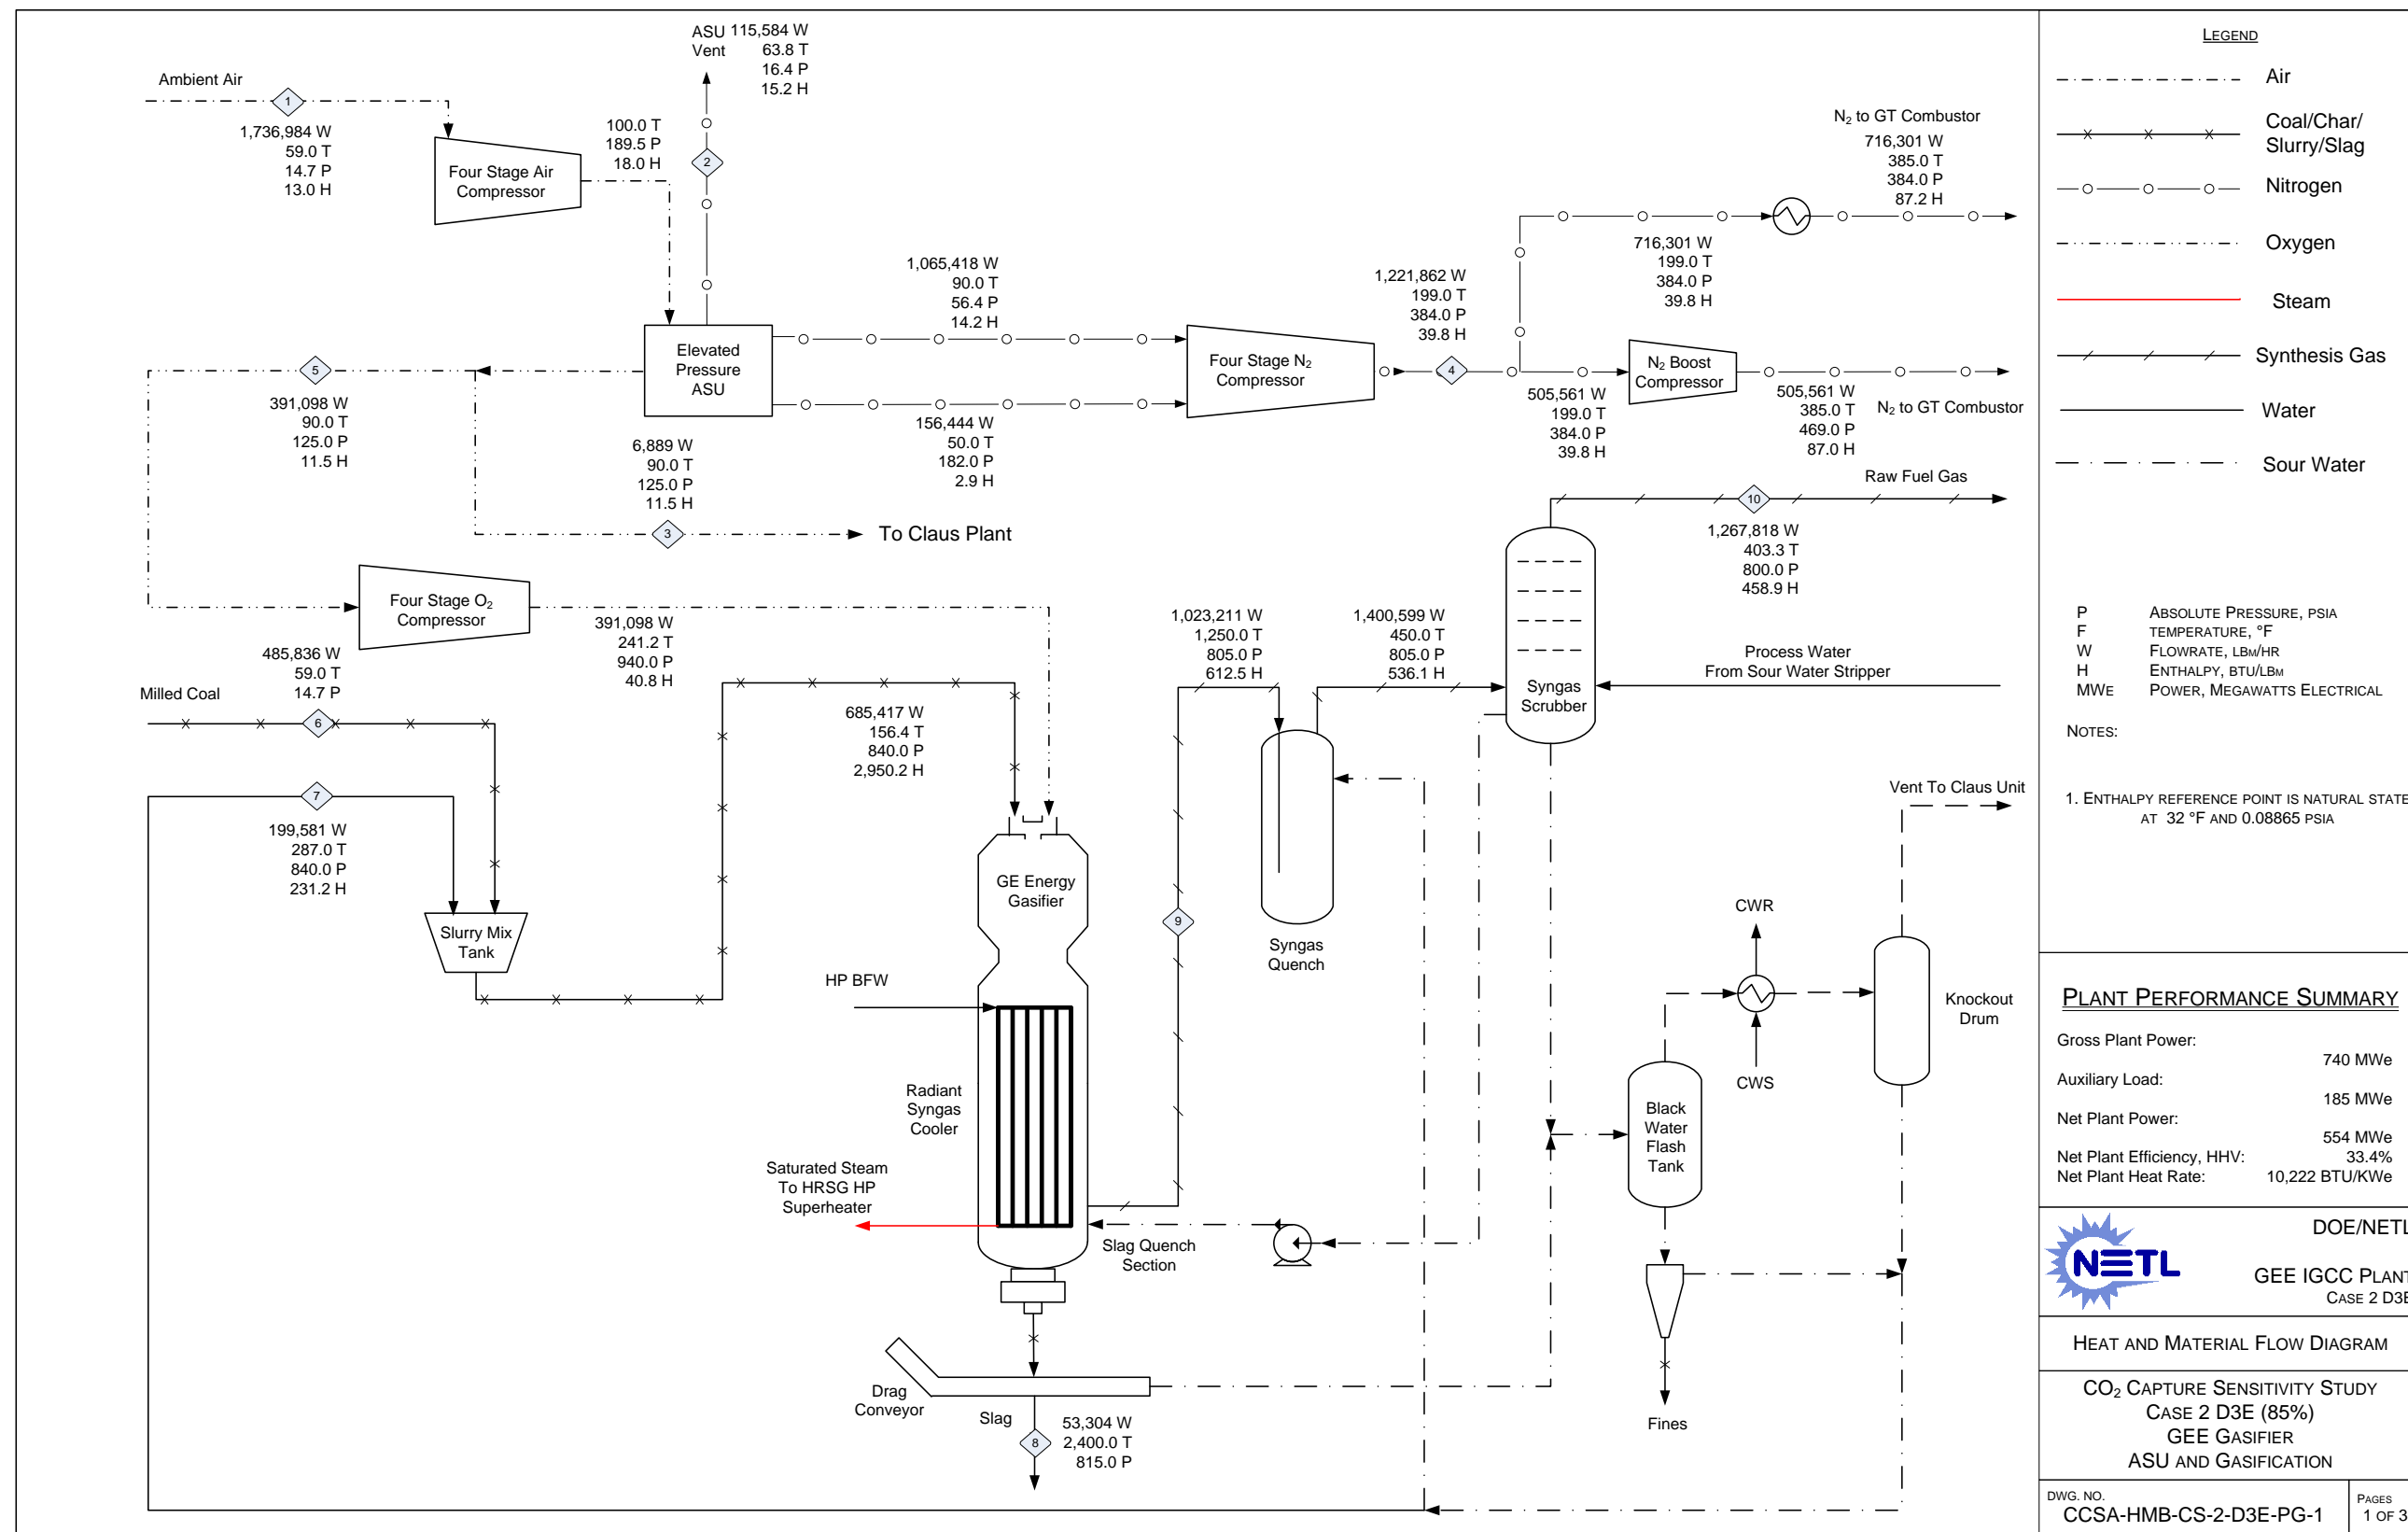 ASU
Vent
115,584 W
63.8 T
16.4 P
15.2 H
Ambient Air
1
1,736,984 W
59.0 T
14.7 P
13.0 H
Four Stage Air
Compressor
100.0 T
189.5 P
18.0 H
2
N2 to GT Combustor
716,301 W
385.0 T
384.0 P
87.2 H
716,301 W
199.0 T
384.0 P
39.8 H
1,065,418 W
90.0 T
56.4 P
14.2 H
1,221,862 W
199.0 T
384.0 P
39.8 H
Elevated
Pressure
ASU
Four Stage N2
Compressor
4
N2 Boost
Compressor
505,561 W
199.0 T
384.0 P
39.8 H
505,561 W
385.0 T
469.0 P
87.0 H
N2 to GT Combustor
5
391,098 W
90.0 T
125.0 P
11.5 H
6,889 W
90.0 T
125.0 P
11.5 H
156,444 W
50.0 T
182.0 P
2.9 H
3
To Claus Plant
Raw Fuel Gas
10
1,267,818 W
403.3 T
800.0 P
458.9 H
Four Stage O2
Compressor
391,098 W
241.2 T
940.0 P
40.8 H
485,836 W
59.0 T
14.7 P
Milled Coal
6
7
199,581 W
287.0 T
840.0 P
231.2 H
Slurry Mix
Tank
685,417 W
156.4 T
840.0 P
2,950.2 H
1,023,211 W
1,250.0 T
805.0 P
612.5 H
1,400,599 W
450.0 T
805.0 P
536.1 H
Syngas
Scrubber
Process Water
From Sour Water Stripper
GE Energy
Gasifier
9
Syngas
Quench
HP BFW
Radiant
Syngas
Cooler
Saturated Steam
To HRSG HP
Superheater
Slag Quench
Section
Vent To Claus Unit
CWR
CWS
Knockout
Drum
Black
Water
Flash
Tank
Fines
Drag
Conveyor
Slag
8
53,304 W
2,400.0 T
815.0 P
LEGEND
Air
Coal/Char/
Slurry/Slag
Nitrogen
Oxygen
Steam
Synthesis Gas
Water
Sour Water
P ABSOLUTE PRESSURE, PSIA
F TEMPERATURE, °F
W FLOWRATE, LBM/HR
H ENTHALPY, BTU/LBM
MWE POWER, MEGAWATTS ELECTRICAL
NOTES:
1. ENTHALPY REFERENCE POINT IS NATURAL STATE
AT 32 °F AND 0.08865 PSIA
PLANT PERFORMANCE SUMMARY
Gross Plant Power:
740 MWe
Auxiliary Load:
185 MWe
Net Plant Power:
554 MWe
Net Plant Efficiency, HHV: 33.4%
Net Plant Heat Rate: 10,222 BTU/KWe
NETL
DOE/NETL
GEE IGCC PLANT
CASE 2 D3E
HEAT AND MATERIAL FLOW DIAGRAM
CO2 CAPTURE SENSITIVITY STUDY
CASE 2 D3E (85%)
GEE GASIFIER
ASU AND GASIFICATION
DWG. NO.
CCSA-HMB-CS-2-D3E-PG-1
PAGES
1 OF 3